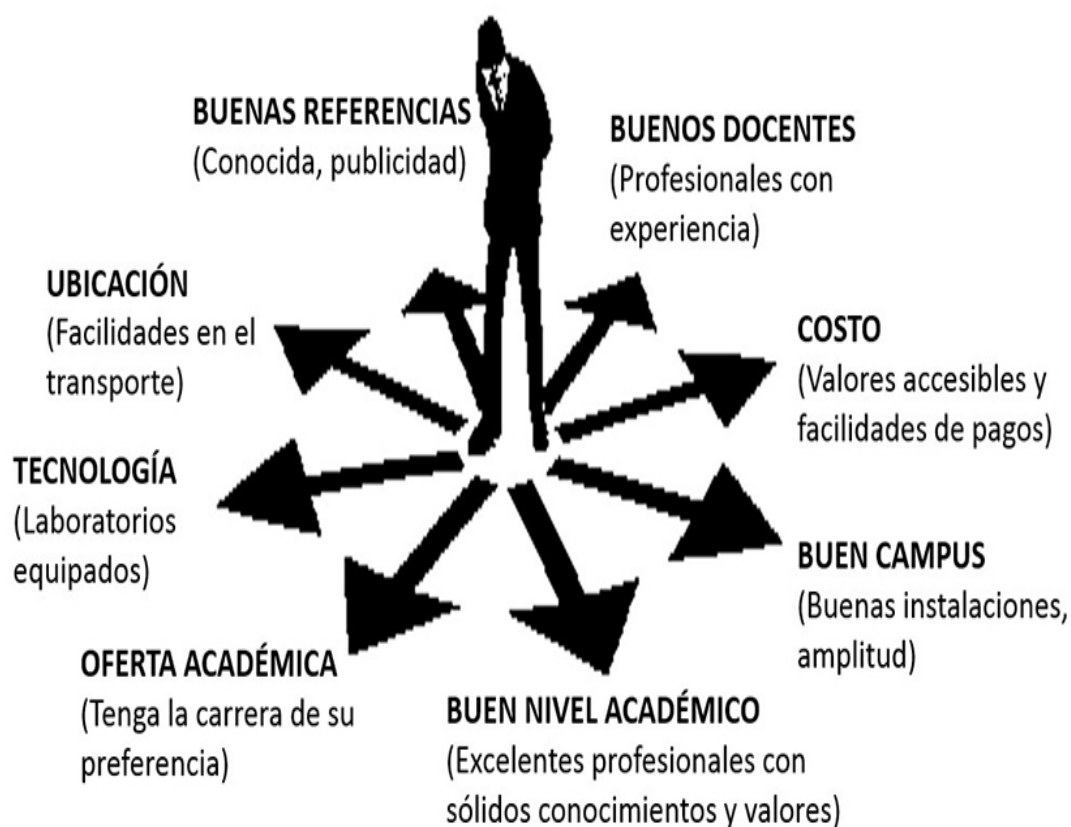 BUENAS REFERENCIAS
(Conocida, publicidad)
BUENOS DOCENTES
(Profesionales con
experiencia)
UBICACIÓN
(Facilidades en el
transporte)
COSTO
(Valores accesibles y
facilidades de pagos)
TECNOLOGÍA
(Laboratorios
equipados)
BUEN CAMPUS
(Buenas instalaciones,
amplitud)
OFERTA ACADÉMICA
(Tenga la carrera de su
preferencia)
BUEN NIVEL ACADÉMICO
(Excelentes profesionales con
sólidos conocimientos y valores)